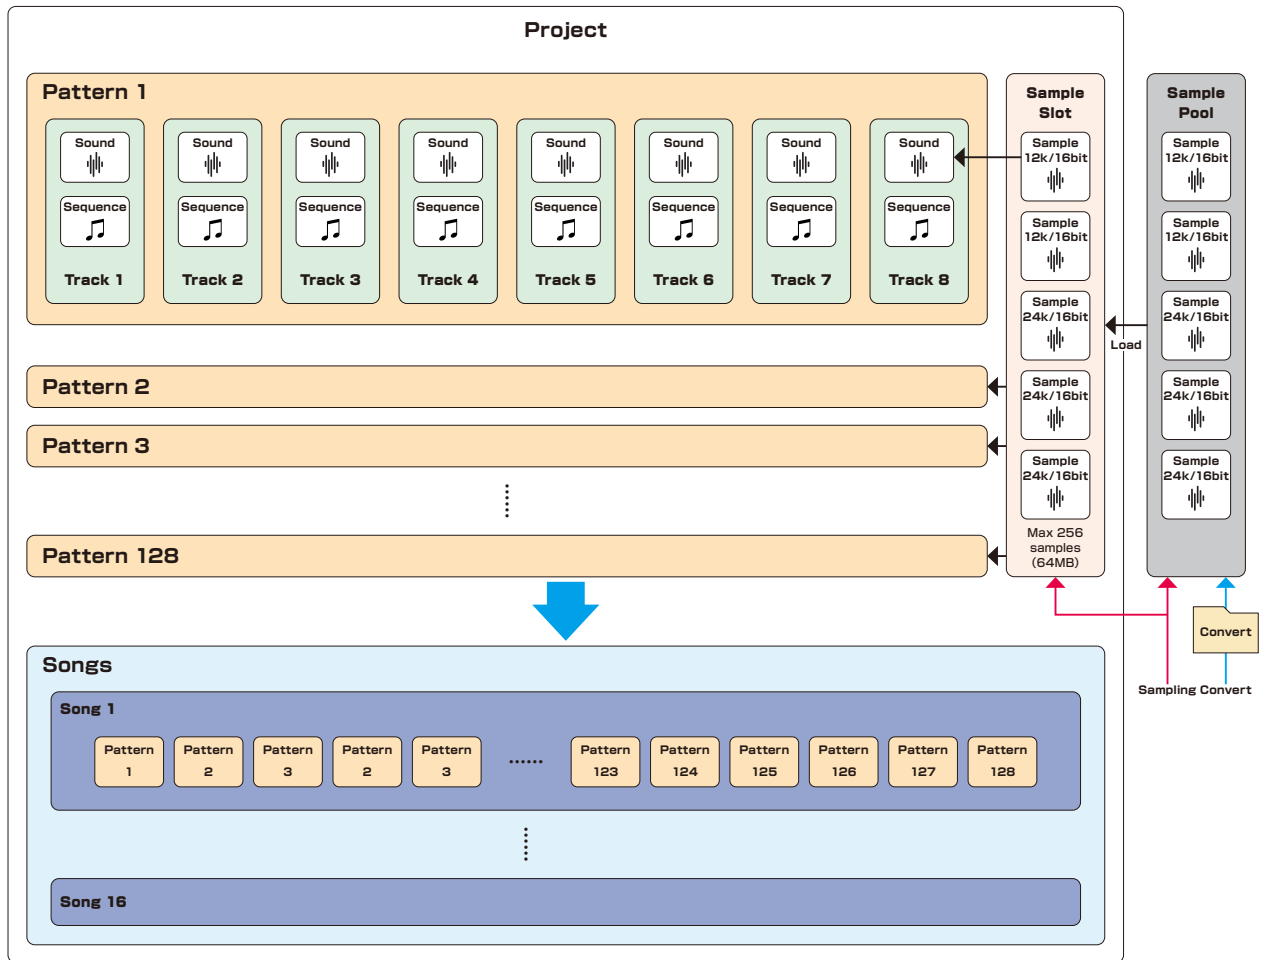 Project
Pattern 1
Sound
Sound
Sound
Sound
Sound
Sound
Sound
Sound
Sequence
Sequence
Sequence
Sequence
Sequence
Sequence
Sequence
Sequence
Track 1
Track 2
Track 3
Track 4
Track 5
Track 6
Track 7
Track 8
Pattern 2
Pattern 3
Pattern 128
Sample
Slot
Sample
12k/16bit
Sample
12k/16bit
Sample
24k/16bit
Sample
24k/16bit
Sample
24k/16bit
Max 256
samples
(64MB)
Load
Sample
Pool
Sample
12k/16bit
Sample
12k/16bit
Sample
24k/16bit
Sample
24k/16bit
Sample
24k/16bit
Convert
Sampling
Convert
Songs
Song 1
Pattern
1
Pattern
2
Pattern
3
Pattern
2
Pattern
3
Pattern
123
Pattern
124
Pattern
125
Pattern
126
Pattern
127
Pattern
128
Song 16